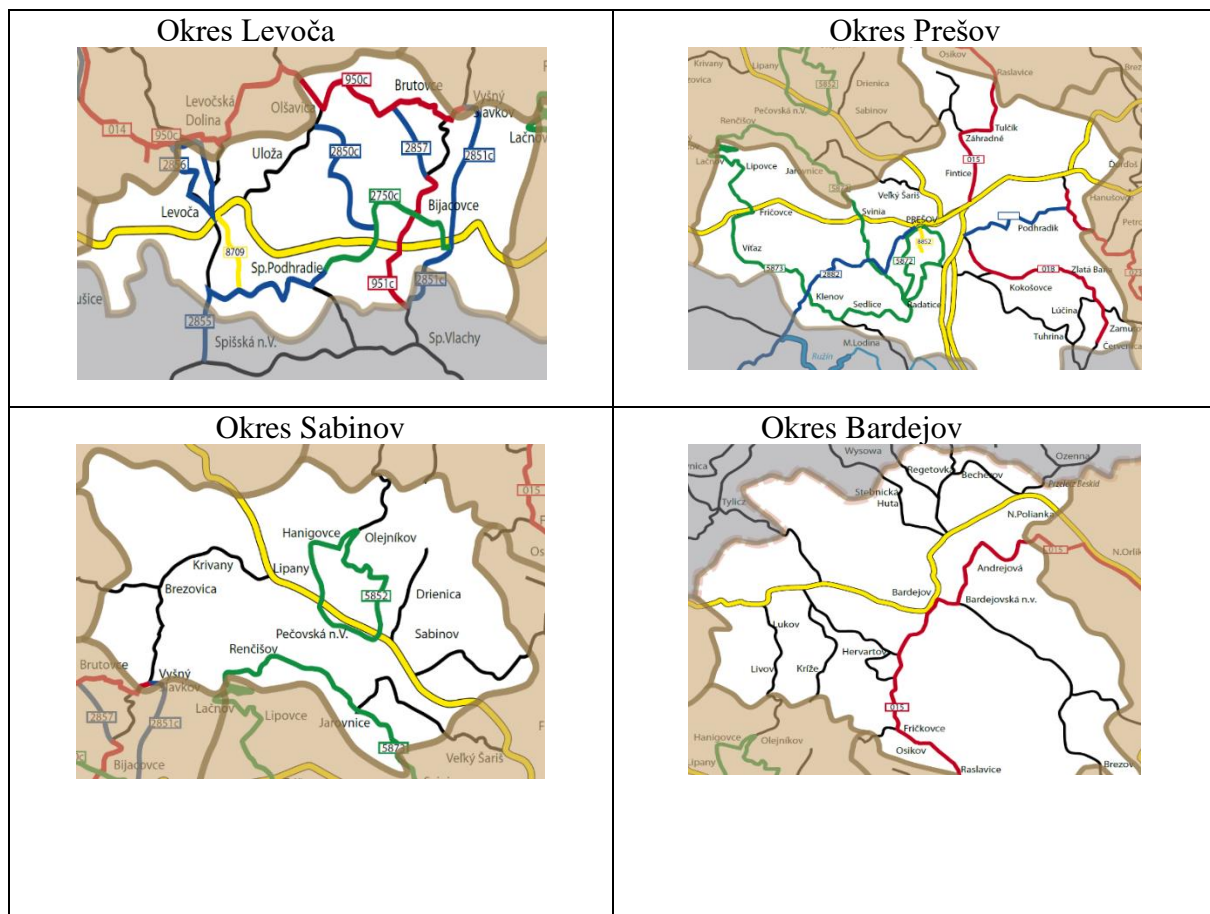 Okres Levoča
950c
Brutovce
Vyšný
Slavkov
Olšavica
Levočská
Dolina
014
950c
2856
Uloža
2850c
2857
2851c
Lačnov
2750c
Levoča
Bijacovce
8709
Sp.Podhradie
951c
2851c
2855
Spišská n.V.
Sp.Vlachy
Okres Prešov
Osikov
Krivany
Lipany
Raslavice
5852
Drienica
Pečovská n.V.
Sabinov
Renčišov
Tulčík
Záhradné
Lačnov
Lipovce
Jarovnice
015
Fintice
Veľký Šariš
Hanušovce
Fričovce
Svinia
PREŠOV
Podhradik
Víťaz
5872
5873
2882
018
Zlatá Baňa
Klenov
Kokošovce
Sedlice
Radatice
Lúčina
Tuhrina
M.Lodina
Ružín
Okres Sabinov
015
Hanigovce
Olejníkov
Krivany
Lipany
Brezovica
5852
Drienica
Pečovská n.V.
Sabinov
Renčišov
Brutovce
Vyšný
Slavkov
Lačnov
Lipovce
Jarovnice
2857
2851c
Bijacovce
Veľký Šariš
Okres Bardejov
Wysowa
Ozenna
Regetovka
Becherov
Stebnícka
Huta
Przełęcz Beskid
Tylicz
N.Polianka
015
Andrejová
Bardejov
Bardejovská n.v.
Lukov
Hervartov
Livov
Kríže
015
Fričkovce
Hanigovce
Olejníkov
Osikov
Lipany
Raslavice
Brezov